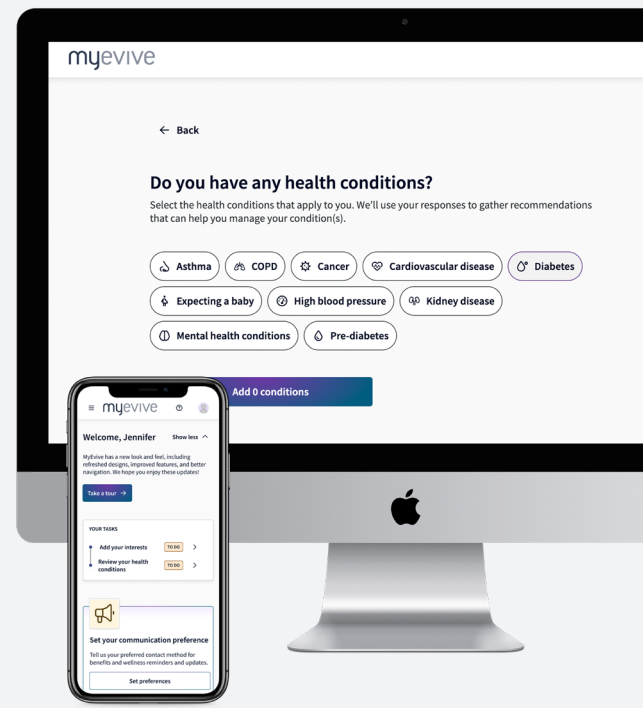 myevive
← Back
Do you have any health conditions?
Select the health conditions that apply to you. We'll use your responses to gather recommendations
that can help you manage your condition(s).
Asthma COPD Cancer Cardiovascular disease Diabetes
Expecting a baby High blood pressure Kidney disease
Mental health conditions Pre-diabetes
Add 0 conditions
myevive
Welcome, Jennifer Show less
MyEvive has a new look and feel, including
refreshed designs, improved features, and better
navigation. We hope you enjoy these updates!
Take a tour →
YOUR TASKS
Add your interests TO DO
Review your health TO DO
conditions
Set your communication preference
Tell us your preferred contact method for
benefits and wellness reminders and updates.
Set preferences